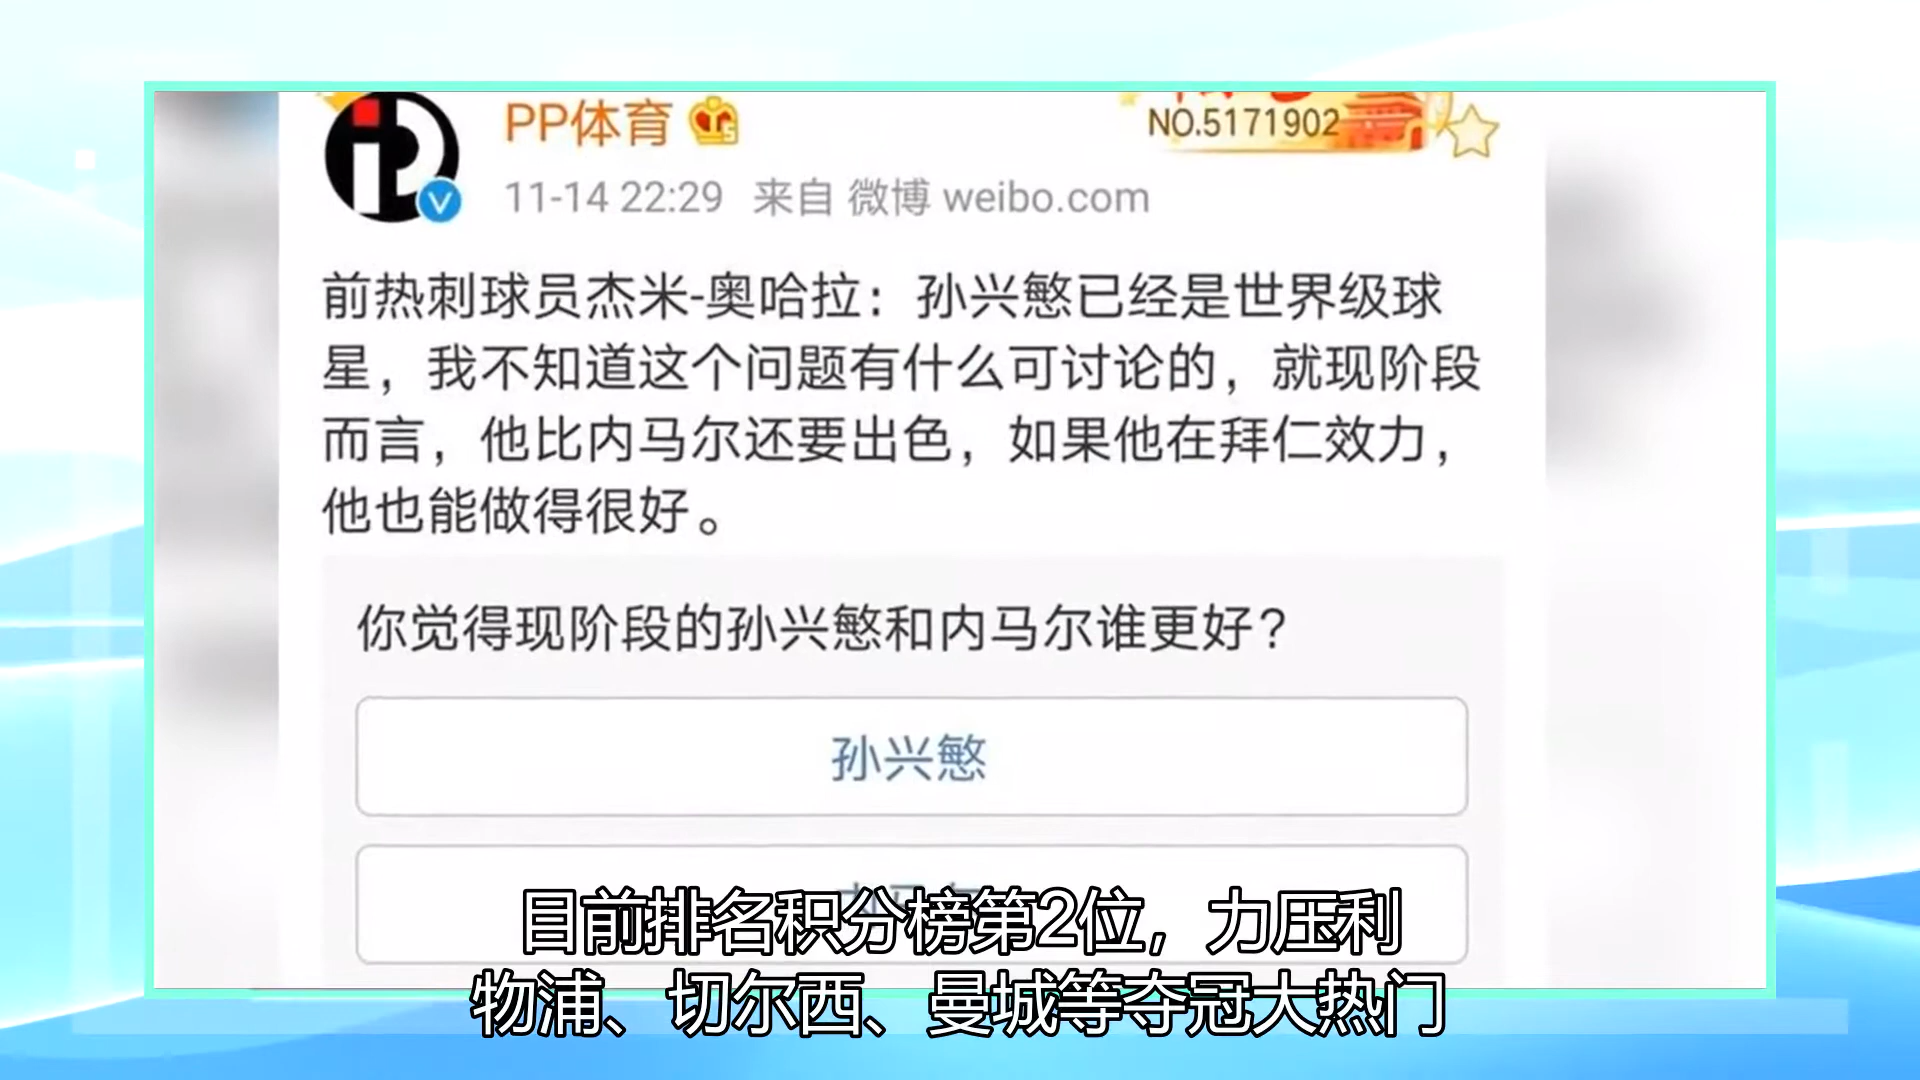 PP体育
NO.5171902
11-14 22:29 来自 微博 weibo.com
前热刺球员杰米-奥哈拉：孙兴慜已经是世界级球
星，我不知道这个问题有什么可讨论的，就现阶段
而言，他比内马尔还要出色，如果他在拜仁效力，
他也能做得很好。
你觉得现阶段的孙兴慜和内马尔谁更好？
孙兴慜
目前排名积分榜第2位，力压利
物浦、切尔西、曼城等夺冠大热门